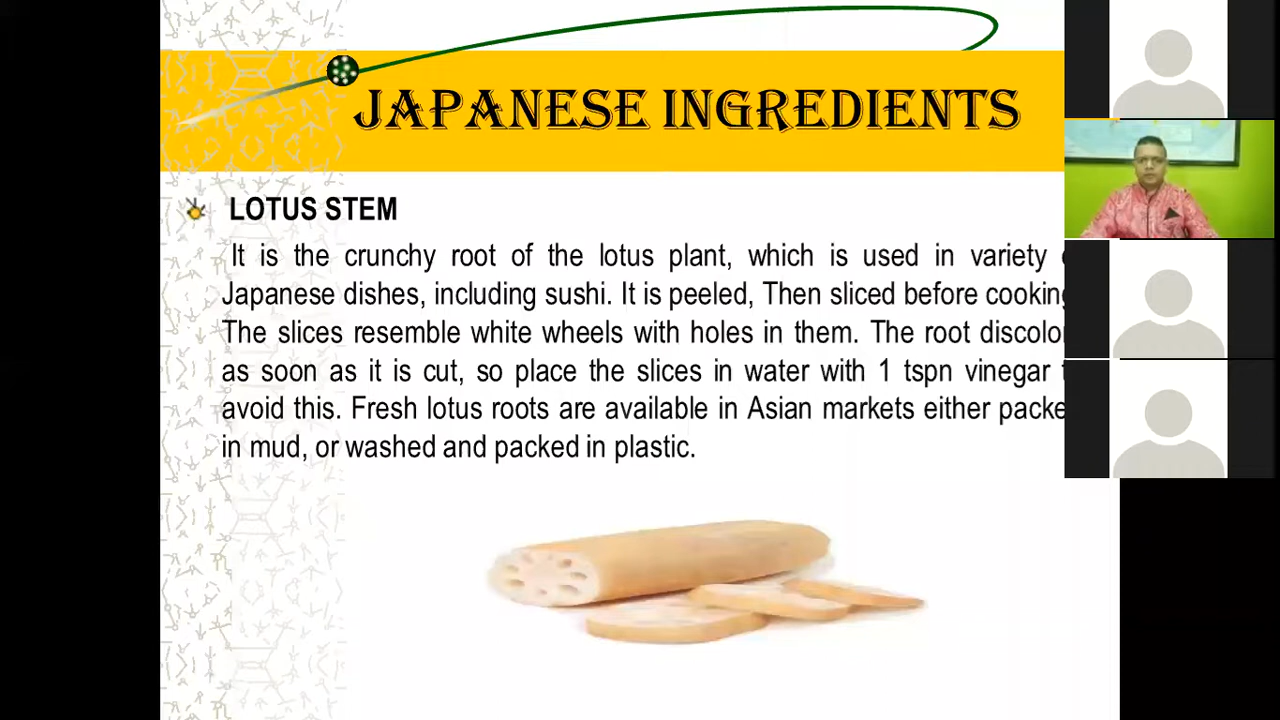 JAPANESE INGREDIENTS
LOTUS STEM
It is the crunchy root of the lotus plant, which is used in variety
Japanese dishes, including sushi. It is peeled, Then sliced before cooking
The slices resemble white wheels with holes in them. The root
as soon as it is cut, so place the slices in water with 1 tspn vinegar
avoid this. Fresh lotus roots are available in Asian markets either
in mud, or washed and packed in plastic.